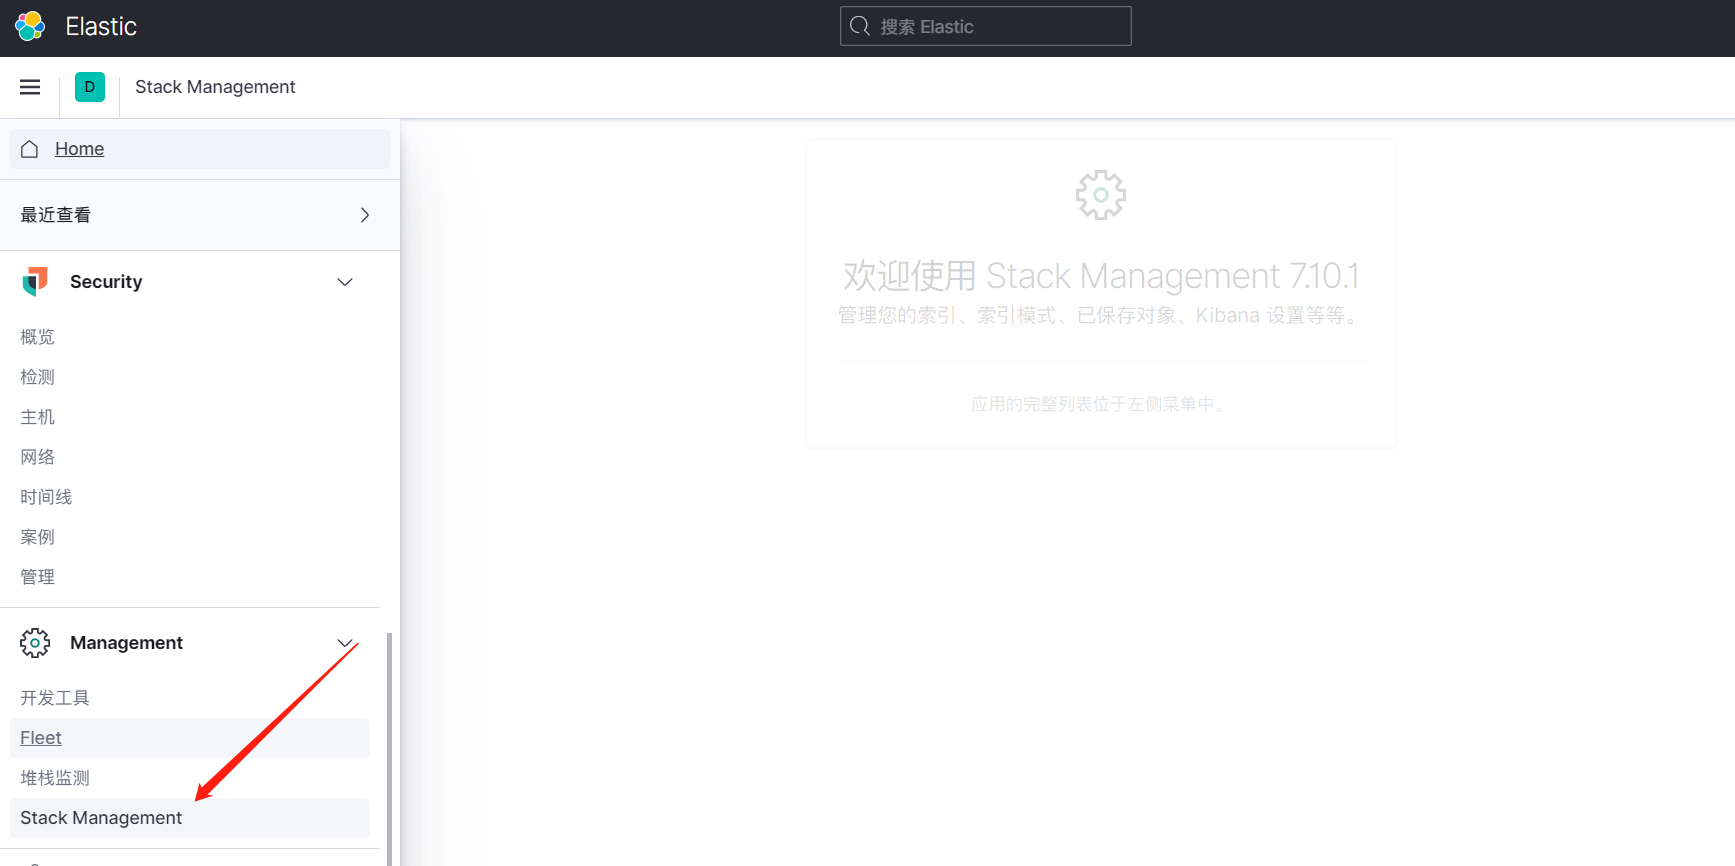 Elastic
搜索 Elastic
D
Stack Management
Home
最近查看
Security
概览
检测
主机
网络
时间线
案例
管理
Management
开发工具
Fleet
堆栈监测
Stack Management
欢迎使用 Stack Management 7.10.1
管理您的索引、索引模式、已保存对象、Kibana 设置等等。
应用的完整列表位于左侧菜单中。